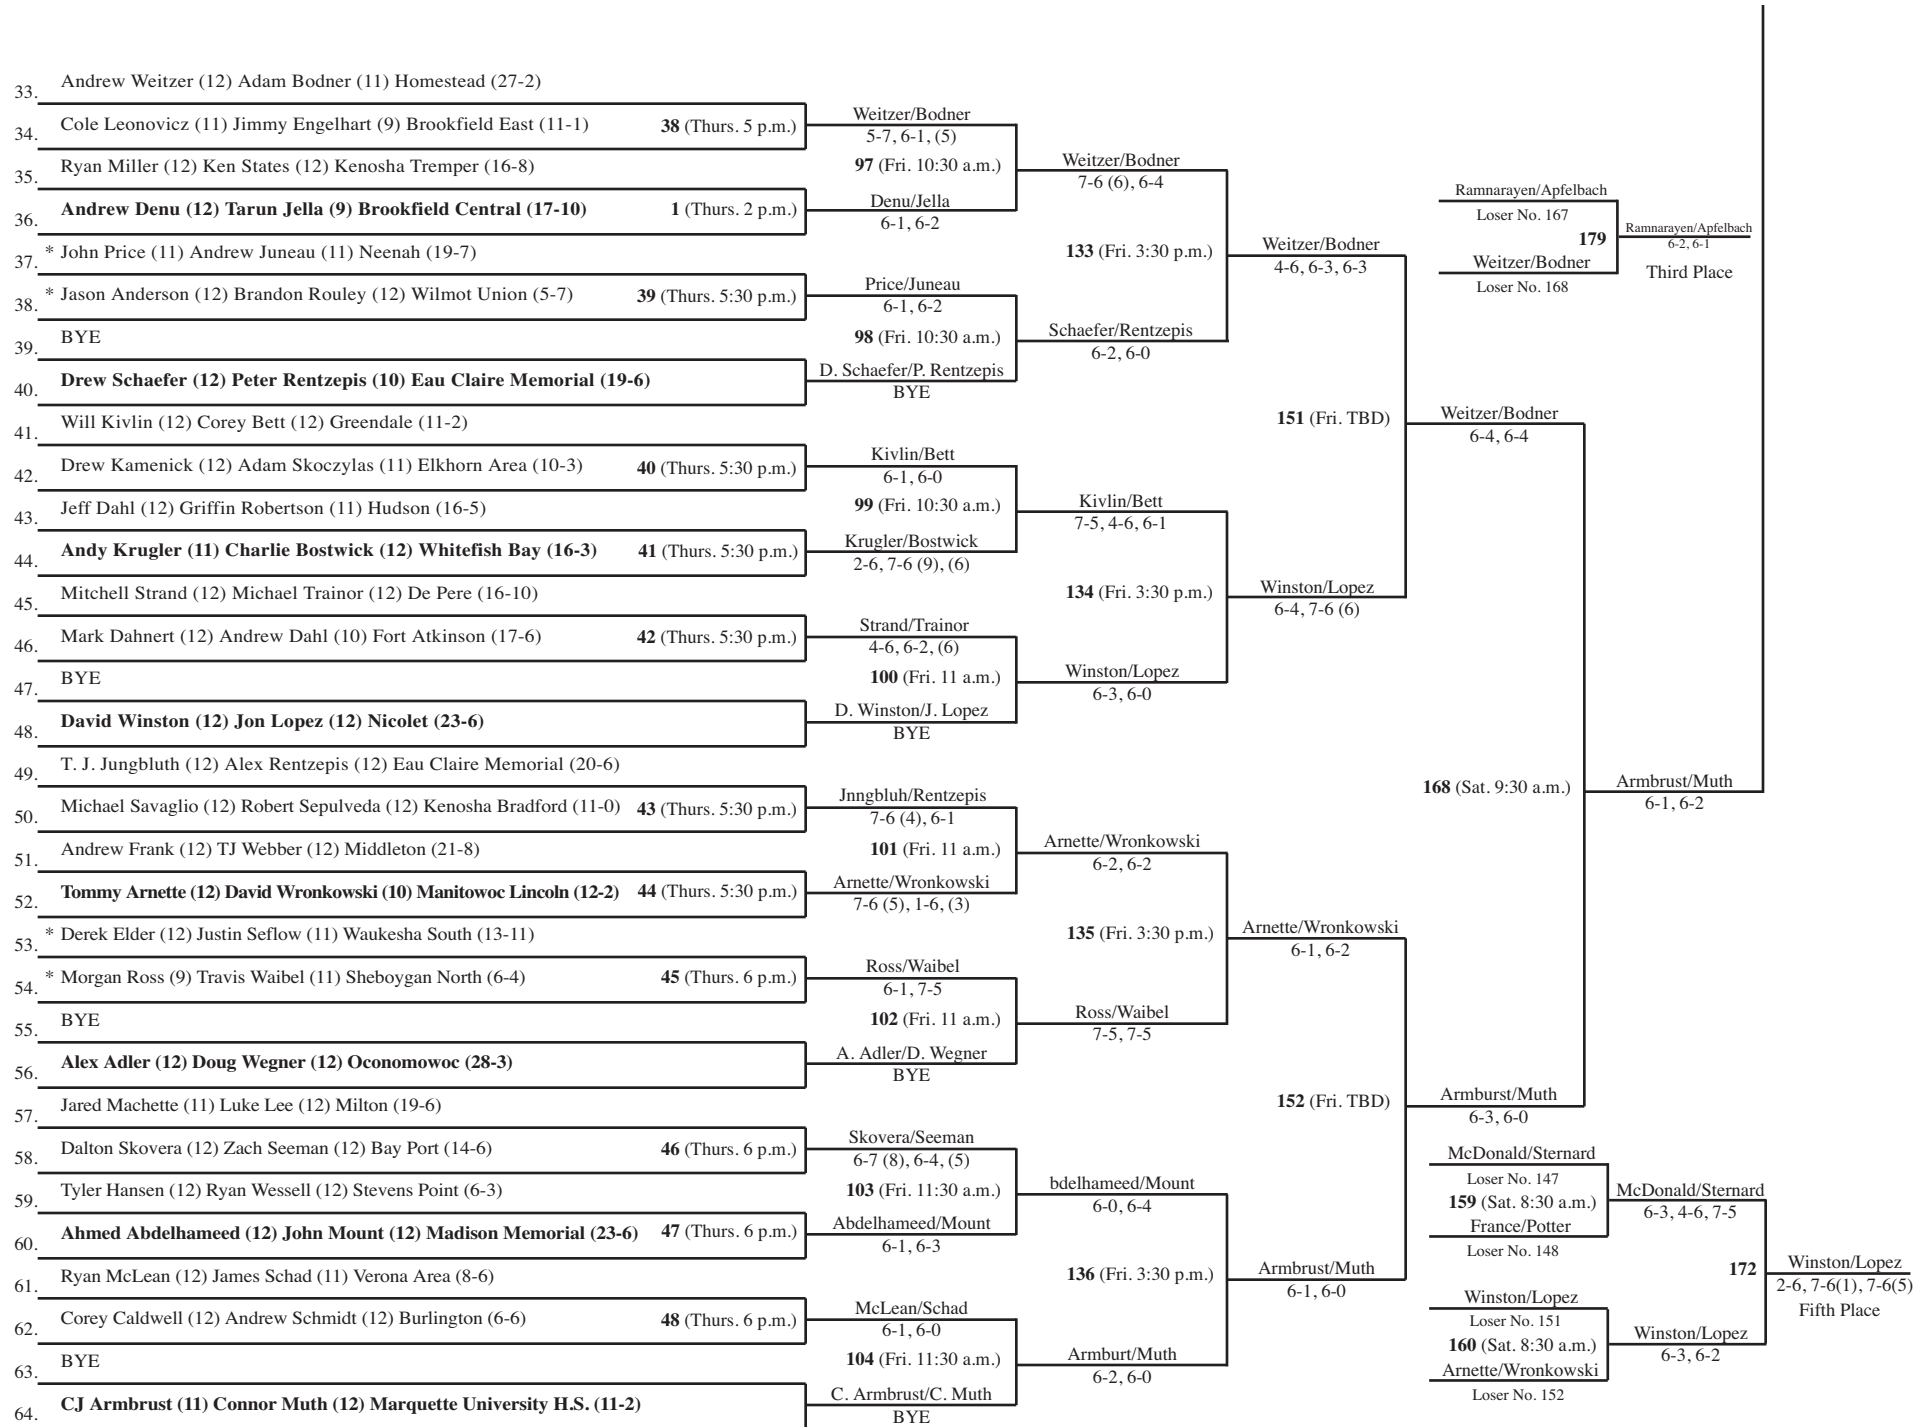 33. Andrew Weitzer (12) Adam Bodner (11) Homestead (27-2)
34. Cole Leonovicz (11) Jimmy Engelhart (9) Brookfield East (11-1) 38 (Thurs. 5 p.m.)
35. Ryan Miller (12) Ken States (12) Kenosha Tremper (16-8)
36. Andrew Denu (12) Tarun Jella (9) Brookfield Central (17-10) 1 (Thurs. 2 p.m.)
37. * John Price (11) Andrew Juneau (11) Neenah (19-7)
38. * Jason Anderson (12) Brandon Rouley (12) Wilmot Union (5-7) 39 (Thurs. 5:30 p.m.)
39. BYE
40. Drew Schaefer (12) Peter Rentzepis (10) Eau Claire Memorial (19-6)
41. Will Kivlin (12) Corey Bett (12) Greendale (11-2)
42. Drew Kamenick (12) Adam Skoczylas (11) Elkhorn Area (10-3) 40 (Thurs. 5:30 p.m.)
43. Jeff Dahl (12) Griffin Robertson (11) Hudson (16-5)
44. Andy Krugler (11) Charlie Bostwick (12) Whitefish Bay (16-3) 41 (Thurs. 5:30 p.m.)
45. Mitchell Strand (12) Michael Trainor (12) De Pere (16-10)
46. Mark Dahnert (12) Andrew Dahl (10) Fort Atkinson (17-6) 42 (Thurs. 5:30 p.m.)
47. BYE
48. David Winston (12) Jon Lopez (12) Nicolet (23-6)
49. T. J. Jungbluth (12) Alex Rentzepis (12) Eau Claire Memorial (20-6)
50. Michael Savaglio (12) Robert Sepulveda (12) Kenosha Bradford (11-0) 43 (Thurs. 5:30 p.m.)
51. Andrew Frank (12) TJ Webber (12) Middleton (21-8)
52. Tommy Arnette (12) David Wronkowski (10) Manitowoc Lincoln (12-2) 44 (Thurs. 5:30 p.m.)
53. * Derek Elder (12) Justin Seflow (11) Waukesha South (13-11)
54. * Morgan Ross (9) Travis Waibel (11) Sheboygan North (6-4) 45 (Thurs. 6 p.m.)
55. BYE
56. Alex Adler (12) Doug Wegner (12) Oconomowoc (28-3)
57. Jared Machette (11) Luke Lee (12) Milton (19-6)
58. Dalton Skovera (12) Zach Seeman (12) Bay Port (14-6) 46 (Thurs. 6 p.m.)
59. Tyler Hansen (12) Ryan Wessell (12) Stevens Point (6-3)
60. Ahmed Abdelhameed (12) John Mount (12) Madison Memorial (23-6) 47 (Thurs. 6 p.m.)
61. Ryan McLean (12) James Schad (11) Verona Area (8-6)
62. Corey Caldwell (12) Andrew Schmidt (12) Burlington (6-6) 48 (Thurs. 6 p.m.)
63. BYE
64. CJ Armbrust (11) Connor Muth (12) Marquette University H.S. (11-2)
Weitzer/Bodner
5-7, 6-1, (5)
97 (Fri. 10:30 a.m.)
Denu/Jella
6-1, 6-2
Price/Juneau
6-1, 6-2
98 (Fri. 10:30 a.m.)
D. Schaefer/P. Rentzepis
BYE
Kivlin/Bett
6-1, 6-0
99 (Fri. 10:30 a.m.)
Krugler/Bostwick
2-6, 7-6 (9), (6)
Strand/Trainor
4-6, 6-2, (6)
100 (Fri. 11 a.m.)
D. Winston/J. Lopez
BYE
Jnngbluh/Rentzepis
7-6 (4), 6-1
101 (Fri. 11 a.m.)
Arnette/Wronkowski
7-6 (5), 1-6, (3)
Ross/Waibel
6-1, 7-5
102 (Fri. 11 a.m.)
A. Adler/D. Wegner
BYE
Skovera/Seeman
6-7 (8), 6-4, (5)
103 (Fri. 11:30 a.m.)
Abdelhameed/Mount
6-1, 6-3
McLean/Schad
6-1, 6-0
104 (Fri. 11:30 a.m.)
C. Armbrust/C. Muth
BYE
Weitzer/Bodner
7-6 (6), 6-4
133 (Fri. 3:30 p.m.)
Schaefer/Rentzepis
6-2, 6-0
Kivlin/Bett
7-5, 4-6, 6-1
134 (Fri. 3:30 p.m.)
Winston/Lopez
6-3, 6-0
Arnette/Wronkowski
6-2, 6-2
135 (Fri. 3:30 p.m.)
Ross/Waibel
7-5, 7-5
bdelhameed/Mount
6-0, 6-4
136 (Fri. 3:30 p.m.)
Armburt/Muth
6-2, 6-0
Weitzer/Bodner
4-6, 6-3, 6-3
151 (Fri. TBD)
Winston/Lopez
6-4, 7-6 (6)
Arnette/Wronkowski
6-1, 6-2
152 (Fri. TBD)
Armbrust/Muth
6-1, 6-0
Weitzer/Bodner
6-4, 6-4
168 (Sat. 9:30 a.m.)
Armburst/Muth
6-3, 6-0
Armbrust/Muth
6-1, 6-2
Ramnarayen/Apfelbach
Loser No. 167
179
Weitzer/Bodner
Loser No. 168
Ramnarayen/Apfelbach
6-2, 6-1
Third Place
McDonald/Sternard
Loser No. 147
159 (Sat. 8:30 a.m.)
France/Potter
Loser No. 148
McDonald/Sternard
6-3, 4-6, 7-5
172
Winston/Lopez
Loser No. 151
160 (Sat. 8:30 a.m.)
Arnette/Wronkowski
Loser No. 152
Winston/Lopez
6-3, 6-2
Winston/Lopez
2-6, 7-6(1), 7-6(5)
Fifth Place